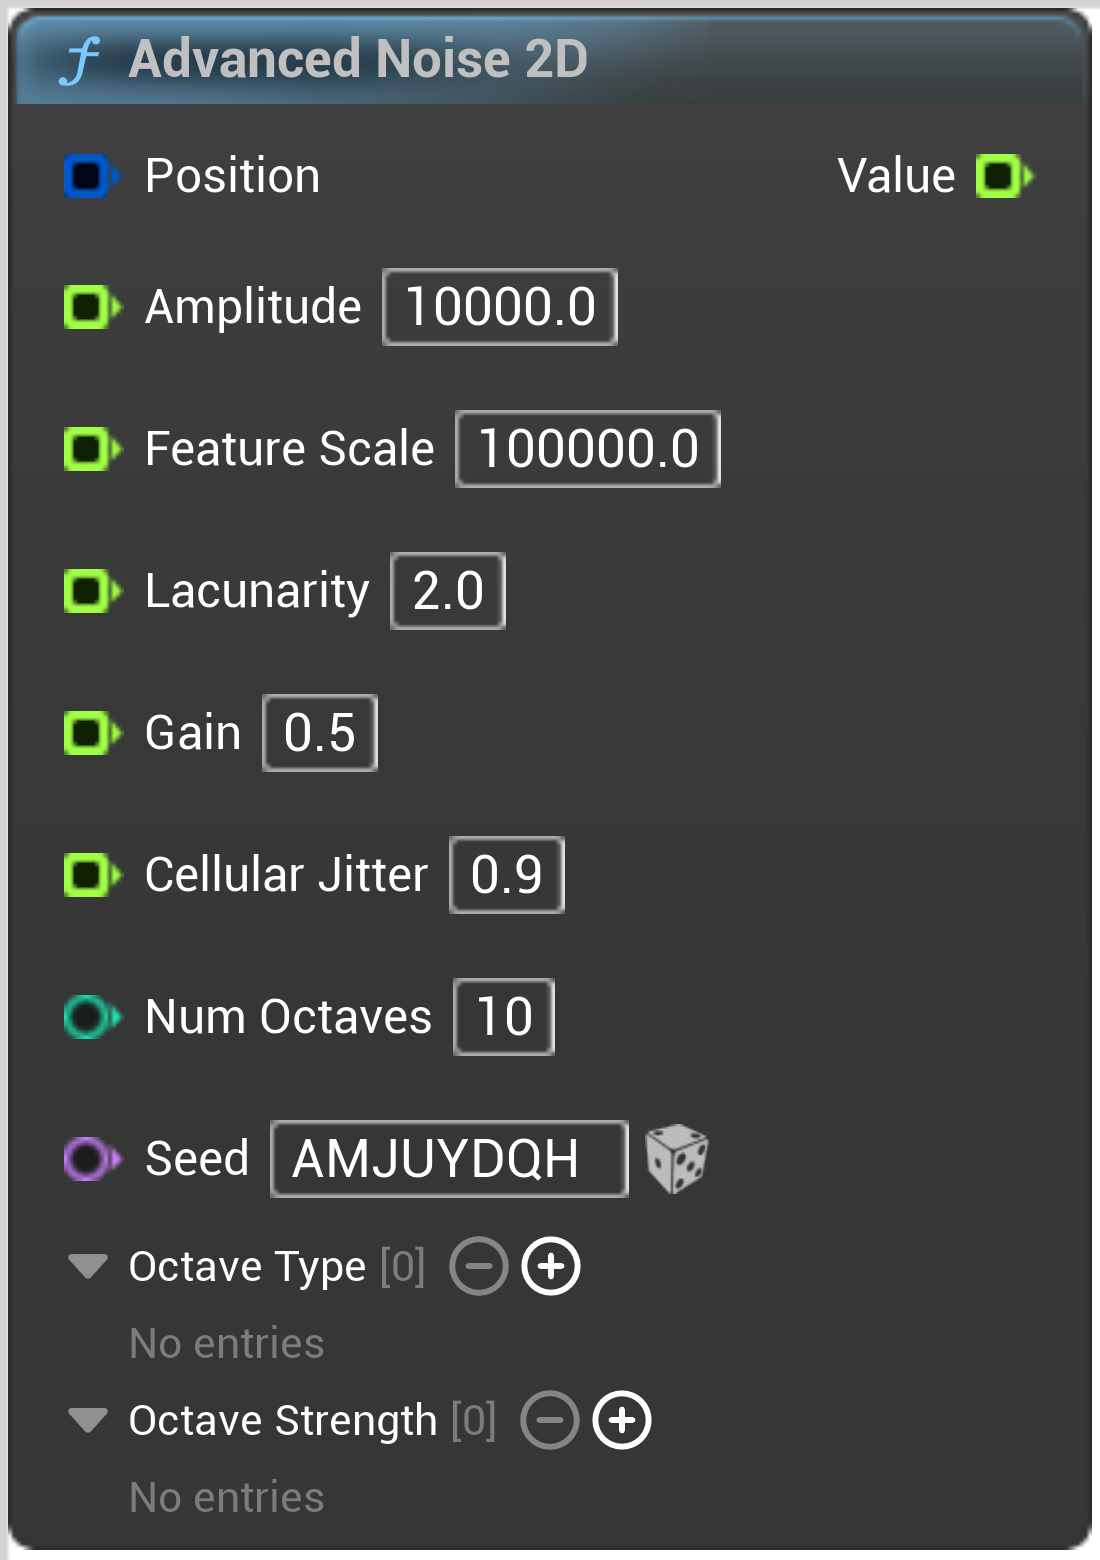 Advanced Noise 2D
Position Value
Amplitude 10000.0
Feature Scale 100000.0
Lacunarity 2.0
Gain 0.5
Cellular Jitter 0.9
Num Octaves 10
Seed AMJUYDQH
Octave Type [0]
No entries
Octave Strength [0]
No entries